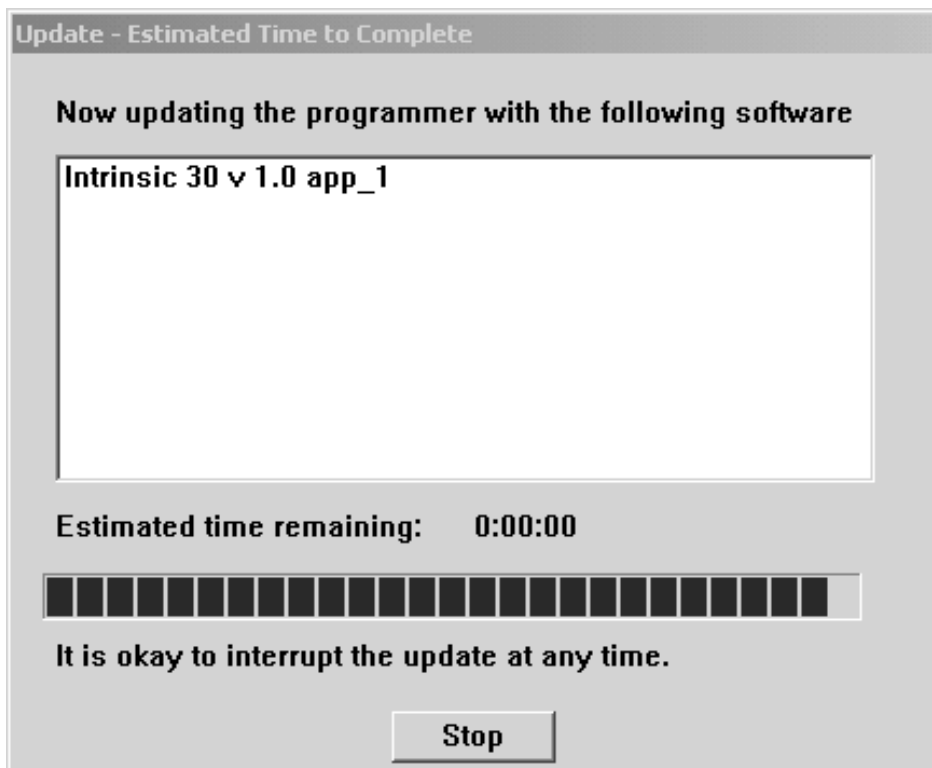 Update - Estimated Time to Complete
Now updating the programmer with the following software
Intrinsic 30 v 1.0 app_1
Estimated time remaining: 0:00:00
It is okay to interrupt the update at any time.
Stop